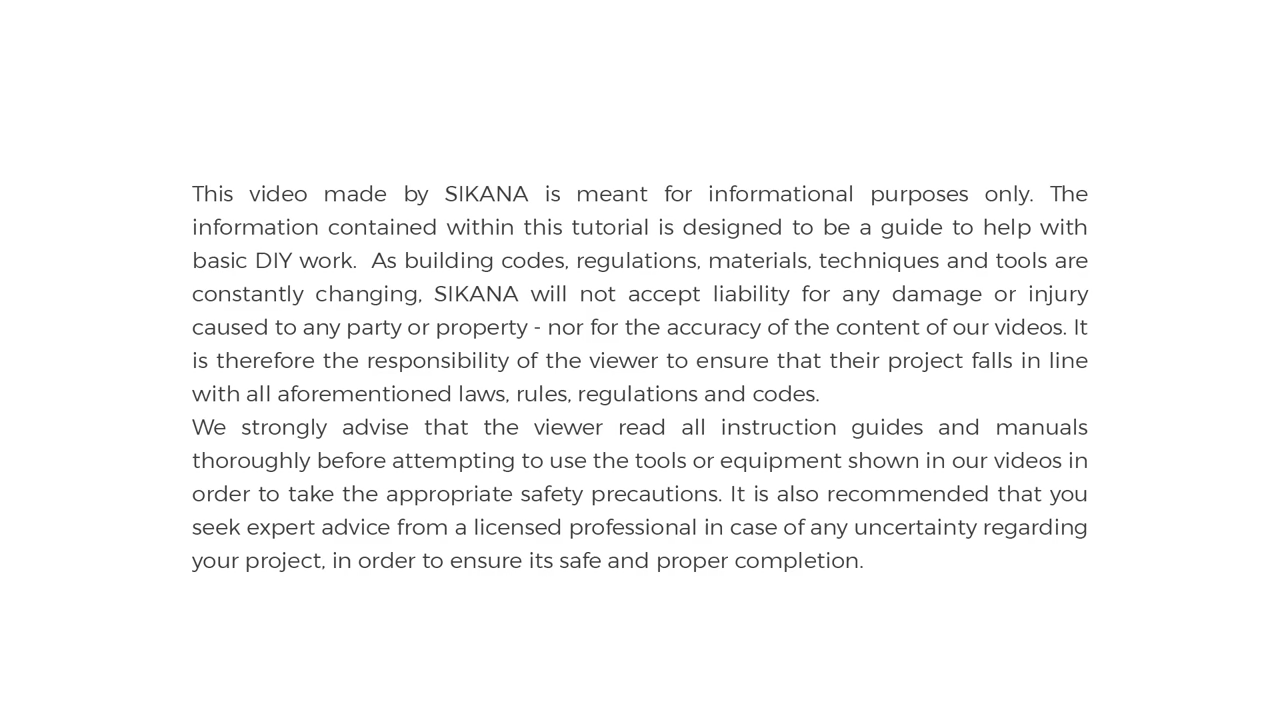 This video made by SIKANA is meant for informational purposes only. The
information contained within this tutorial is designed to be a guide to help with
basic DIY work.  As building codes, regulations, materials, techniques and tools are
constantly changing, SIKANA will not accept liability for any damage or injury
caused to any party or property - nor for the accuracy of the content of our videos. It
is therefore the responsibility of the viewer to ensure that their project falls in line
with all aforementioned laws, rules, regulations and codes.
We strongly advise that the viewer read all instruction guides and manuals
thoroughly before attempting to use the tools or equipment shown in our videos in
order to take the appropriate safety precautions. It is also recommended that you
seek expert advice from a licensed professional in case of any uncertainty regarding
your project, in order to ensure its safe and proper completion.